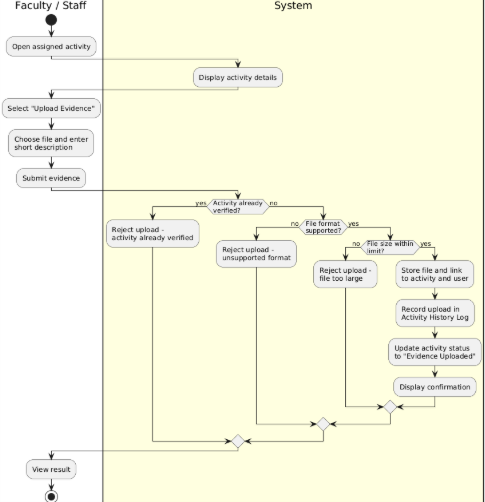 Faculty / Staff
System
Open assigned activity
Display activity details
Select "Upload Evidence"
Choose file and enter
short description
Submit evidence
yes
Activity already
verified?
no
Reject upload -
activity already verified
no
File format
supported?
yes
Reject upload -
unsupported format
no
File size within
limit?
yes
Reject upload -
file too large
Store file and link
to activity and user
Record upload in
Activity History Log
Update activity status
to "Evidence Uploaded"
Display confirmation
View result